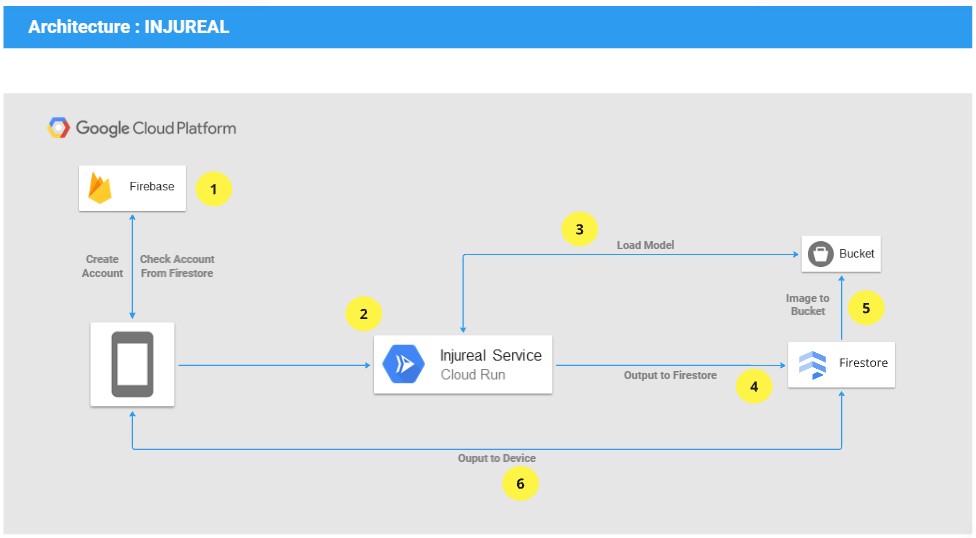 Architecture : INJUREAL
Google Cloud Platform
Firebase
1
Create
Account
Check Account
From Firestore
3
Load Model
Bucket
2
Image to
Bucket
5
Injureal Service
Cloud Run
Output to Firestore
4
Firestore
Ouput to Device
6